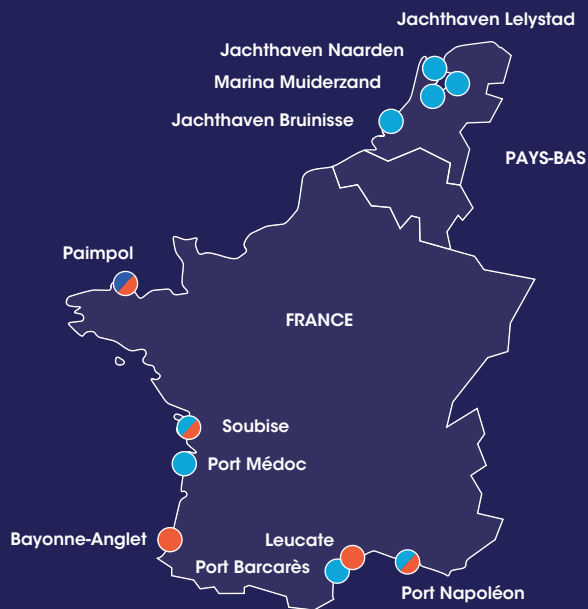 Jachthaven Lelystad
Jachthaven Naarden
Marina Muiderzand
Jachthaven Bruinisse
PAYS-BAS
Paimpol
FRANCE
Soubise
Port Médoc
Bayonne-Anglet
Leucate
Port Barcarès
Port Napoléon